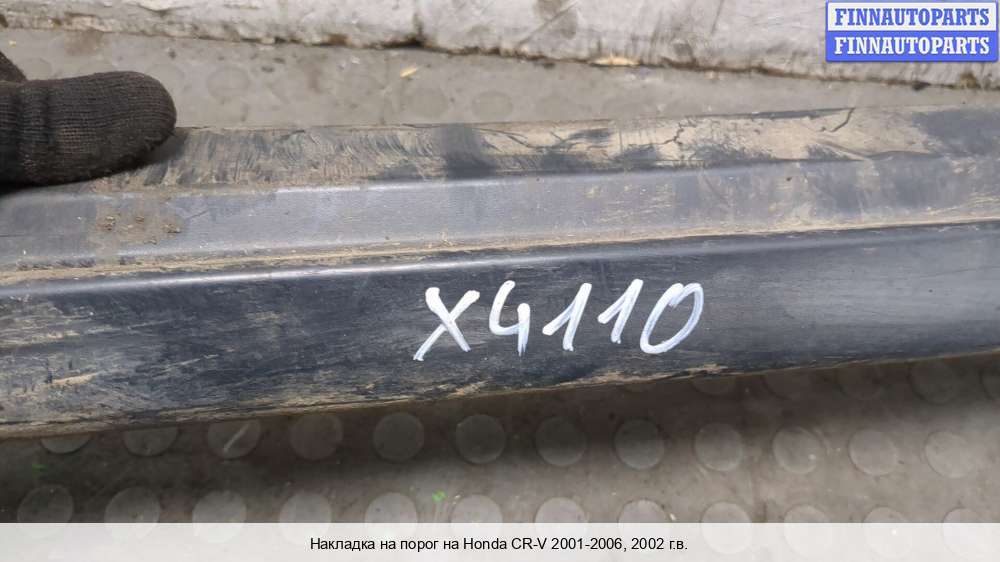 FINNAUTOPARTS
FINNAUTOPARTS
X4110
Накладка на порог на Honda CR-V 2001-2006, 2002 г.в.